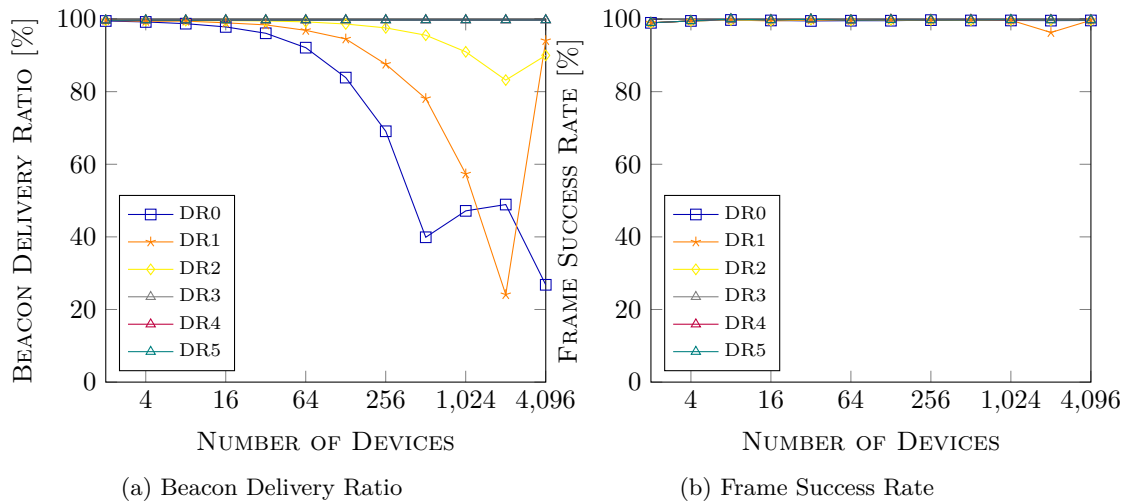 100
80
60
40
20
0
BEACON DELIVERY RATIO [%]
DR0
DR1
DR2
DR3
DR4
DR5
4 16 64 256 1,024 4,096
NUMBER OF DEVICES
(a) Beacon Delivery Ratio
100
80
60
40
20
0
FRAME SUCCESS RATE [%]
DR0
DR1
DR2
DR3
DR4
DR5
4 16 64 256 1,024 4,096
NUMBER OF DEVICES
(b) Frame Success Rate